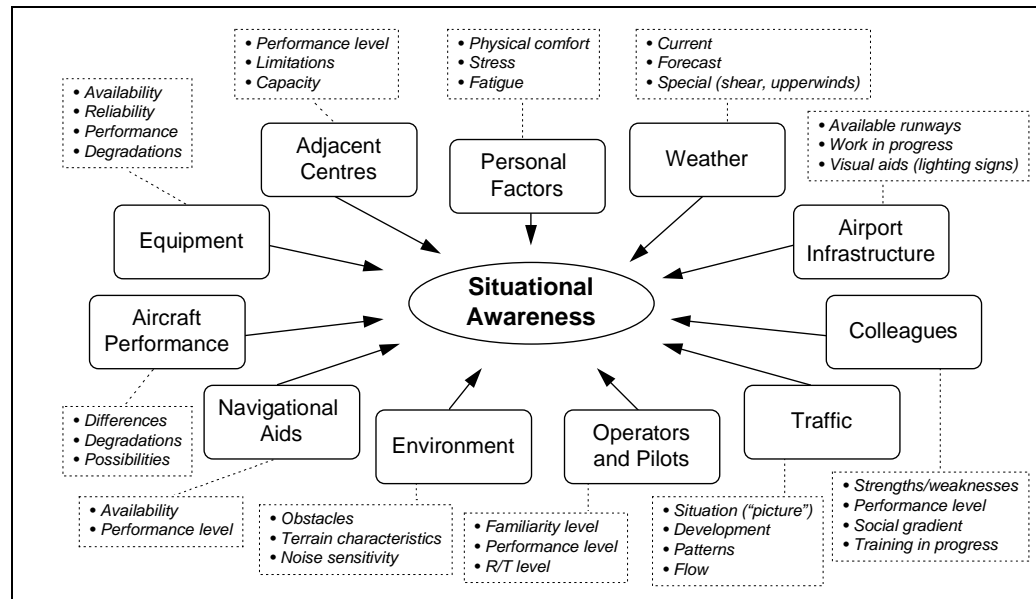 • Performance level
• Limitations
• Capacity
• Physical comfort
• Stress
• Fatigue
• Current
• Forecast
• Special (shear, upperwinds)
• Availability
• Reliability
• Performance
• Degradations
• Available runways
• Work in progress
• Visual aids (lighting signs)
Adjacent
Centres
Personal
Factors
Weather
Equipment
Airport
Infrastructure
Situational
Awareness
Aircraft
Performance
Colleagues
Navigational
Aids
Environment
Operators
and Pilots
Traffic
• Differences
• Degradations
• Possibilities
• Availability
• Performance level
• Obstacles
• Terrain characteristics
• Noise sensitivity
• Familiarity level
• Performance level
• R/T level
• Situation ("picture")
• Development
• Patterns
• Flow
• Strengths/weaknesses
• Performance level
• Social gradient
• Training in progress